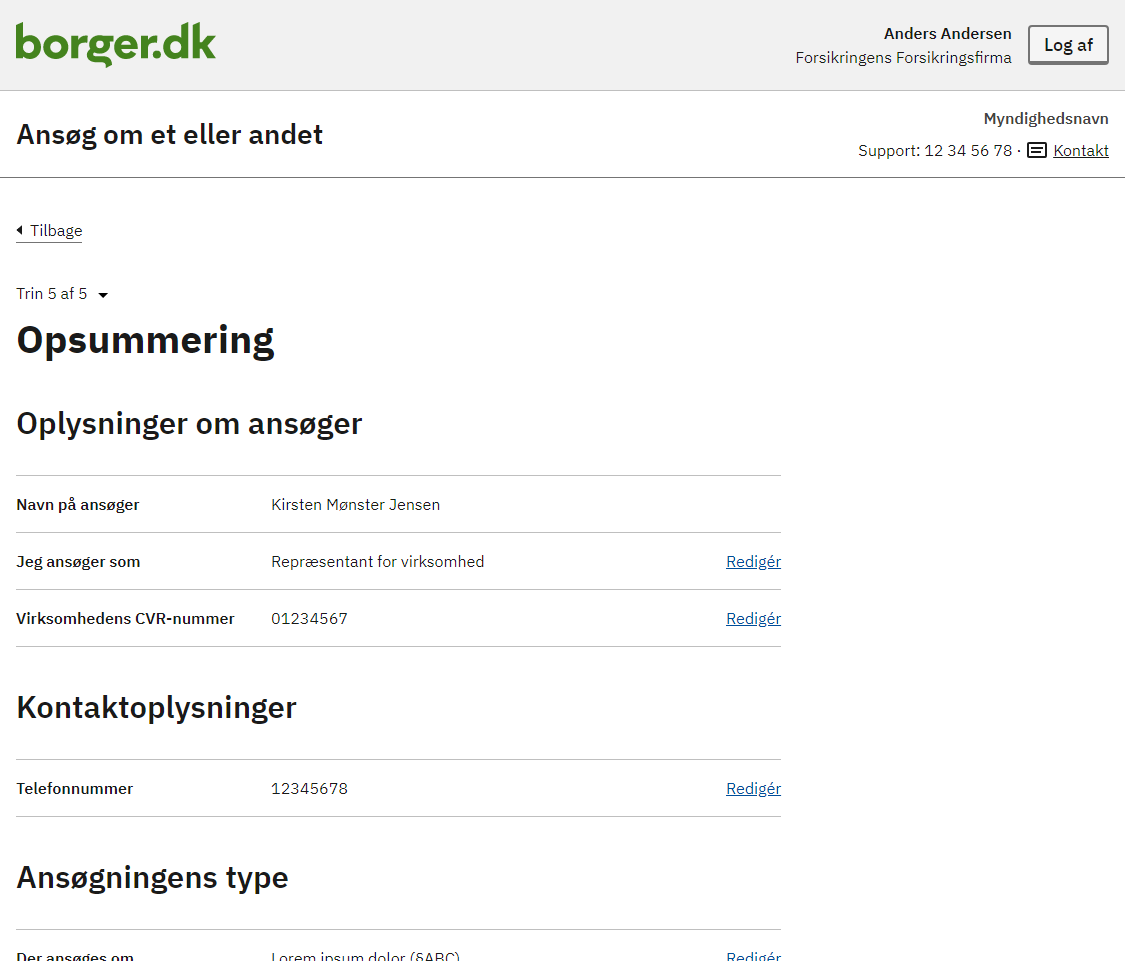 borger.dk
Anders Andersen
Forsikringens Forsikringsfirma
Log af
Ansøg om et eller andet
Myndighedsnavn
Support: 12 34 56 78 · Kontakt
Tilbage
Trin 5 af 5
Opsummering
Oplysninger om ansøger
Navn på ansøger Kirsten Mønster Jensen
Jeg ansøger som Repræsentant for virksomhed Redigér
Virksomhedens CVR-nummer 01234567 Redigér
Kontaktoplysninger
Telefonnummer 12345678 Redigér
Ansøgningens type
Der ansøges om Lorem ipsum dolor (§ABC) Redigér